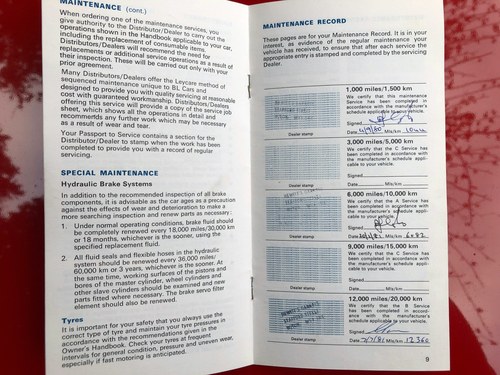 MAINTENANCE (cont.)
When ordering one of the maintenance services, you
give authority to the Distributor/Dealer to carry out the
operations shown in the Handbook applicable to your car,
including the replacement of consumable items.
Distributors/Dealers will recommend the need for
replacements or additional service operations as a result of
their inspection. These will be carried out only with your
prior agreement.
Many Distributors/Dealers offer the Leycare method of
sequenced maintenance unique to BL Cars and
designed to provide you with quality servicing at reasonable
cost with guaranteed workmanship. Distributors/Dealers
offering this service will provide a copy of the service job
sheet, which shows all the operations in detail and
recommends any further work which may be necessary
as a result of wear and tear.
Your Passport to Service contains a section for the
Distributor/Dealer to stamp when the work has been
completed to provide you with a record of regular
servicing.
SPECIAL MAINTENANCE
Hydraulic Brake Systems
In addition to the recommended inspection of all brake
components, it is advisable as the car ages as a precaution
against the effects of wear and deterioration to make a
more searching inspection and renew parts as necessary:
1. Under normal operating conditions, brake fluid should
be completely renewed every 18,000 miles/30,000 km
or 18 months, whichever is the sooner, using the
specified replacement fluid.
2. All fluid seals and flexible hoses in the hydraulic
system should be renewed every 36,000 miles/
60,000 km or 3 years, whichever is the sooner. At
the same time, working surfaces of the pistons and
bores of the master cylinder, wheel cylinders and
other slave cylinders should be examined and new
parts fitted where necessary. The brake servo filter
element should also be renewed.
Tyres
It is important for your safety that you always use the
correct type of tyre and maintain your tyre pressures in
accordance with the recommendations given in the
Owner's Handbook. Check your tyres at frequent
intervals for general condition, pressure and uneven wear,
especially if fast motoring is anticipated.
MAINTENANCE RECORD
These pages are for your Maintenance Record. It is in your
interest, as evidence of the regular maintenance your
vehicle has received, to ensure that after each service the
appropriate entry is stamped and completed by the servicing
Dealer.
1,000 miles/1,500 km
We certify that this maintenance
Service has been completed in
accordance with the manufacturer's
schedule applicable to your vehicle.
Signed
Dealer stamp
Date 4/9/80 Mls/km
3,000 miles/5,000 km
We certify that the C Service has
been completed in accordance with
the manufacturer's schedule appli-
cable to your vehicle.
Signed
Dealer stamp
Date Mls/km
6,000 miles/10,000 km
We certify that the A Service has
been completed in accordance with
the manufacturer's schedule appli-
cable to your vehicle.
Signed
Dealer stamp
Date Mls/km 6082
9,000 miles/15,000 km
We certify that the C Service has
been completed in accordance with
the manufacturer's schedule appli-
cable to your vehicle.
Signed
Dealer stamp
Date Mls/km
12,000 miles/20,000 km
We certify that the B Service
has been completed in accord-
ance with the manufacturer's
schedule applicable to your vehicle.
Signed
Dealer stamp
Date 7/7/81 Mls/km 12360
9